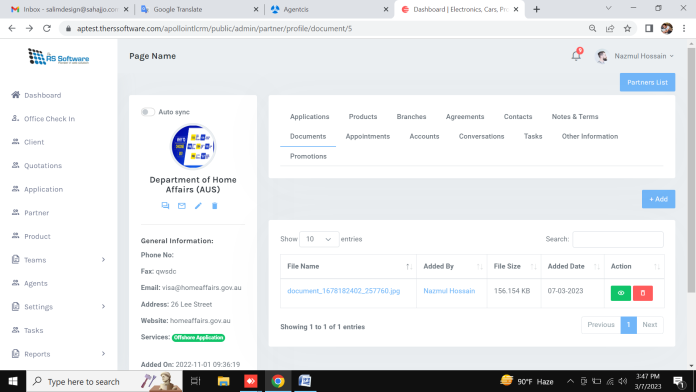 Inbox - salimdesign@sahajjo.con
Google Translate
Agentcis
Dashboard | Electronics, Cars, Pr
aptest.therssoftware.com/apollointlcrm/public/admin/partner/profile/document/5
RS Software
Page Name
9
Nazmul Hossain
Partners List
Dashboard
Office Check In
Client
Quotations
Application
Partner
Product
Teams
Agents
Settings
Tasks
Reports
Auto sync
Department of Home
Affairs (AUS)
General Information:
Phone No:
Fax: qwsdc
Email: visa@homeaffairs.gov.au
Address: 26 Lee Street
Website: homeaffairs.gov.au
Services: Offshore Application
Added On: 2022-11-01 09:36:19
Applications Products Branches Agreements Contacts Notes & Terms
Documents Appointments Accounts Conversations Tasks Other Information
Promotions
+ Add
Show 10 entries Search:
File Name Added By File Size Added Date Action
document_1678182402_257760.jpg Nazmul Hossain 156.154 KB 07-03-2023
Showing 1 to 1 of 1 entries
Previous 1 Next
Type here to search
90°F Haze
3:47 PM
3/7/2023